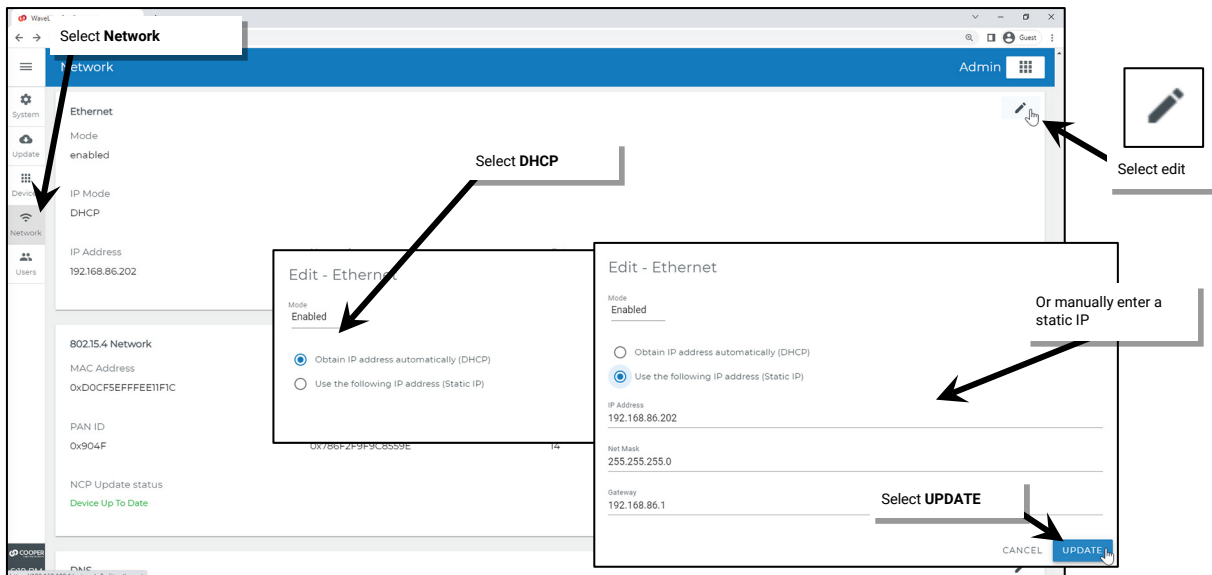 WaveL
Select Network
Guest
Network
Admin
System
Update
Device
Network
Users
Ethernet
Mode
enabled
IP Mode
DHCP
IP Address
192.168.86.202
Select edit
Select DHCP
Edit - Ethernet
Mode
Enabled
Obtain IP address automatically (DHCP)
Use the following IP address (Static IP)
Edit - Ethernet
Mode
Enabled
Obtain IP address automatically (DHCP)
Use the following IP address (Static IP)
IP Address
192.168.86.202
Net Mask
255.255.255.0
Gateway
192.168.86.1
Or manually enter a
static IP
Select UPDATE
CANCEL
UPDATE
802.15.4 Network
MAC Address
0xD0CF5EFFFEE11F1C
PAN ID
0x904F
0x786F2F9F9C8559E
14
NCP Update status
Device Up To Date
COOPER
DNS